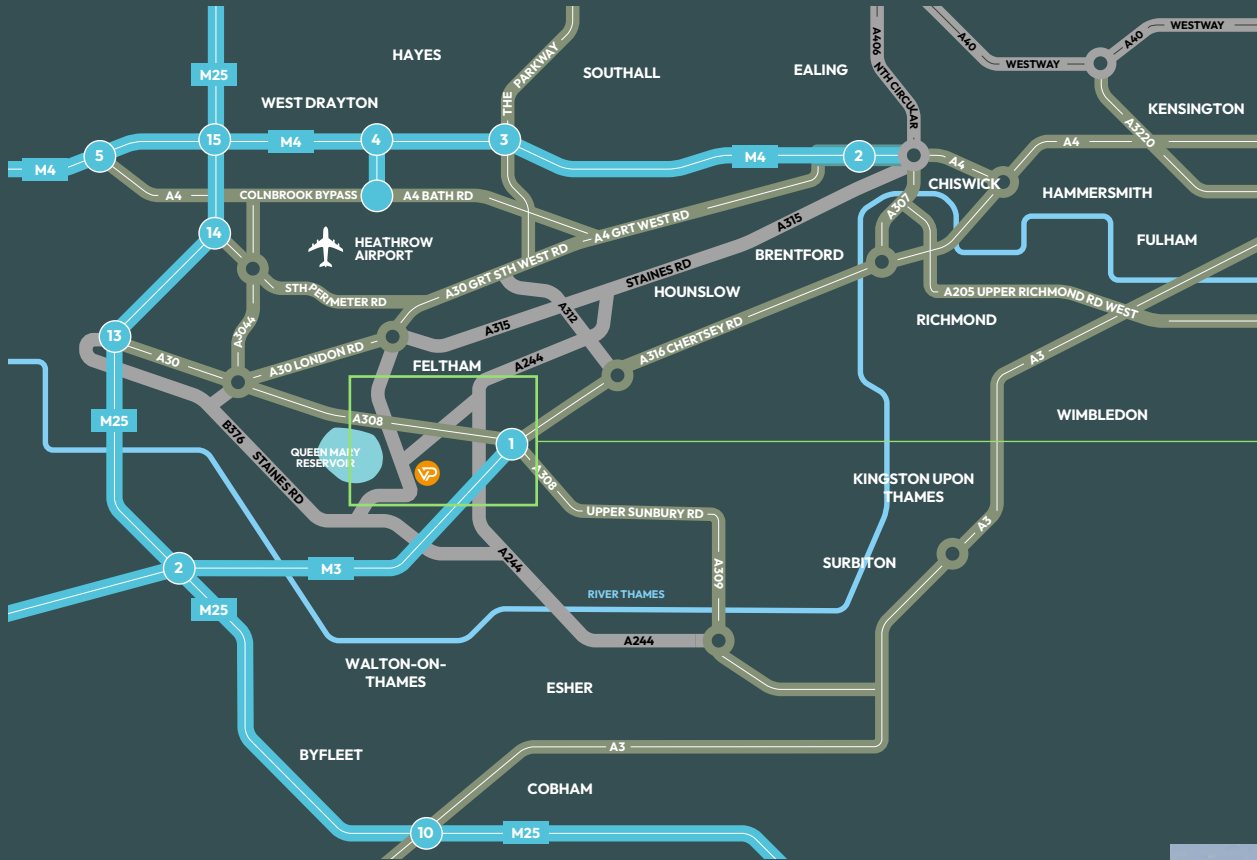 HAYES
SOUTHALL
EALING
A406 NTH CIRCULAR
A40
WESTWAY
A40
WESTWAY
M25
THE PARKWAY
WEST DRAYTON
KENSINGTON
A3220
5
15
M4
4
3
M4
2
A4
A4
M4
A4
COLNBROOK BYPASS
A4 BATH RD
CHISWICK
HAMMERSMITH
A307
14
HEATHROW
AIRPORT
A4 GRT WEST RD
A315
BRENTFORD
FULHAM
A30 GRT STH WEST RD
STAINES RD
HOUNSLOW
STH PERMETER RD
A312
A205 UPPER RICHMOND RD WEST
RICHMOND
13
A3044
A315
A316 CHERTSEY RD
A30
A30 LONDON RD
FELTHAM
A244
A3
M25
A308
WIMBLEDON
B376
STAINES RD
QUEEN MARY
RESERVOIR
VP
1
A308
KINGSTON UPON
THAMES
UPPER SUNBURY RD
A3
2
M3
A244
A309
SURBITON
M25
RIVER THAMES
A244
WALTON-ON-
THAMES
ESHER
BYFLEET
A3
COBHAM
10
M25